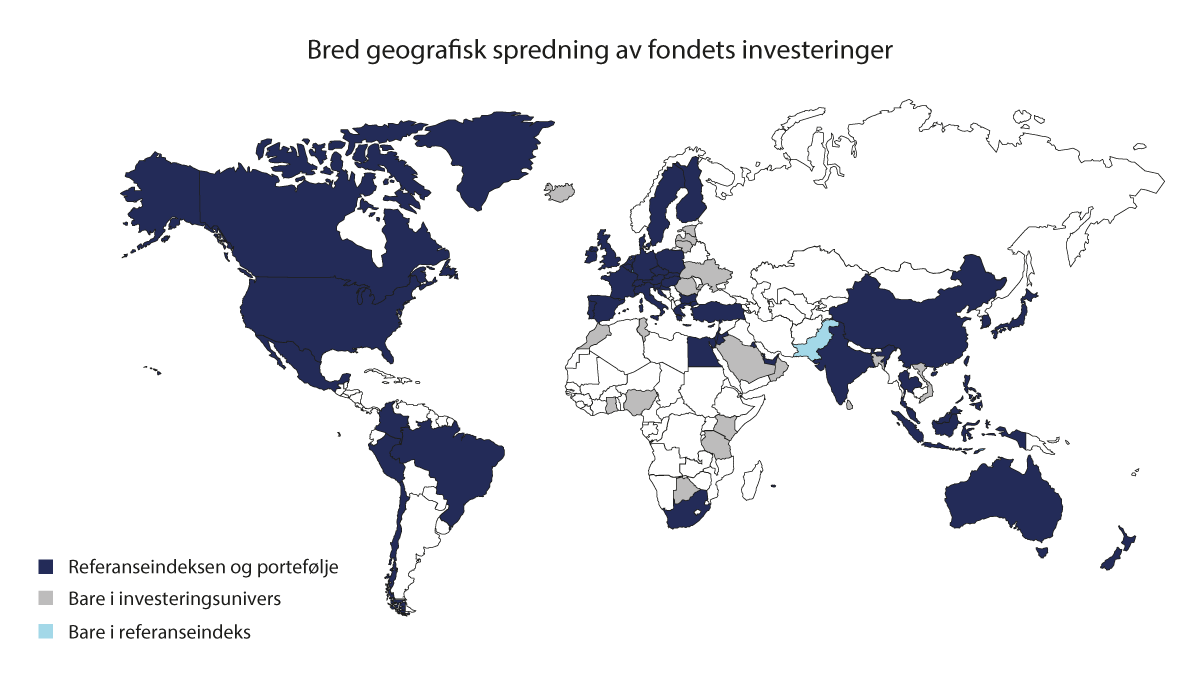 Bred geografisk spredning av fondets investeringer
Referanseindeksen og portefølje
Bare i investeringsunivers
Bare i referanseindeks